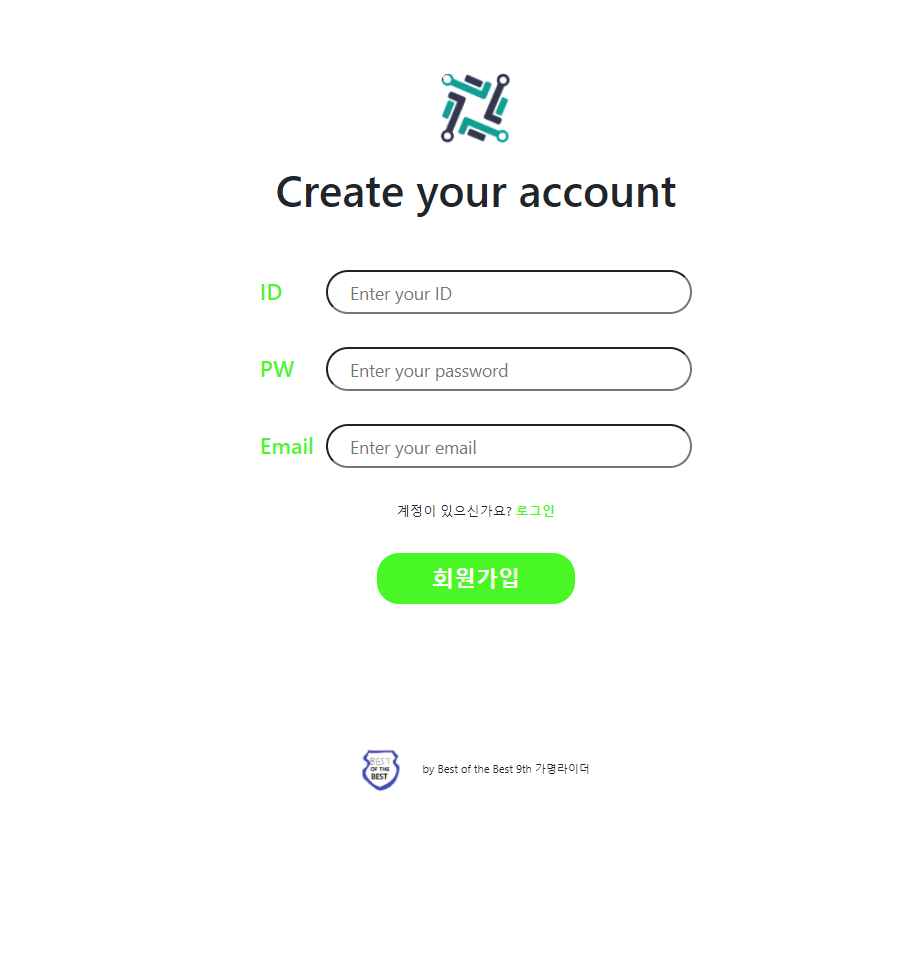 Create your account
ID Enter your ID
PW Enter your password
Email Enter your email
계정이 있으신가요? 로그인
회원가입
BEST
OF THE
BEST
by Best of the Best 9th 가명라이더